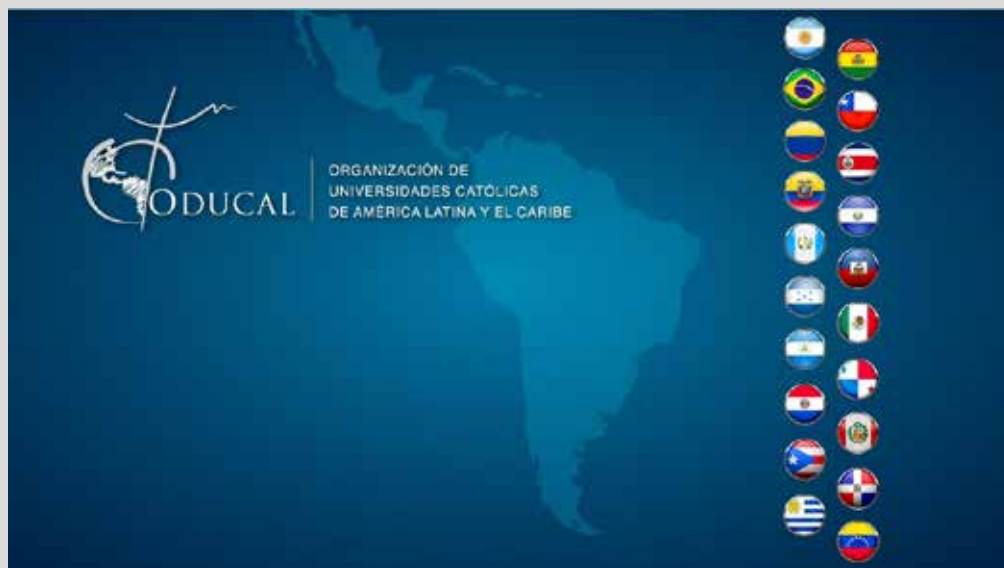 ODUCAL
ORGANIZACIÓN DE
UNIVERSIDADES CATÓLICAS
DE AMÉRICA LATINA Y EL CARIBE